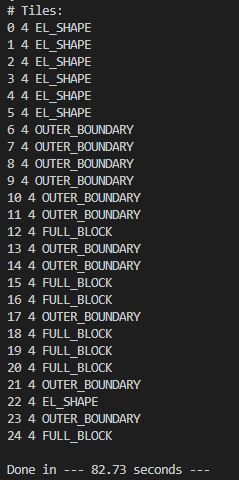 # Tiles:
0 4 EL_SHAPE
1 4 EL_SHAPE
2 4 EL_SHAPE
3 4 EL_SHAPE
4 4 EL_SHAPE
5 4 EL_SHAPE
6 4 OUTER_BOUNDARY
7 4 OUTER_BOUNDARY
8 4 OUTER_BOUNDARY
9 4 OUTER_BOUNDARY
10 4 OUTER_BOUNDARY
11 4 OUTER_BOUNDARY
12 4 FULL_BLOCK
13 4 OUTER_BOUNDARY
14 4 OUTER_BOUNDARY
15 4 FULL_BLOCK
16 4 FULL_BLOCK
17 4 OUTER_BOUNDARY
18 4 FULL_BLOCK
19 4 FULL_BLOCK
20 4 FULL_BLOCK
21 4 OUTER_BOUNDARY
22 4 EL_SHAPE
23 4 OUTER_BOUNDARY
24 4 FULL_BLOCK
Done in --- 82.73 seconds ---